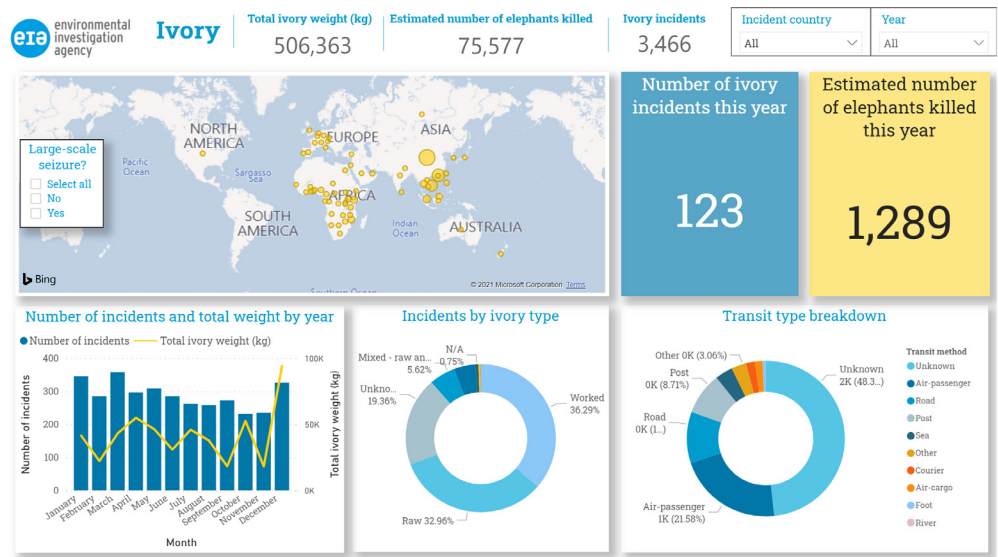 eia environmental
investigation
agency
Ivory
Total ivory weight (kg)
506,363
Estimated number of elephants killed
75,577
Ivory incidents
3,466
Incident country
All
Year
All
NORTH
AMERICA
EUROPE
ASIA
Pacific
Ocean
Sargasso
Sea
AFRICA
SOUTH
AMERICA
Indian
Ocean
AUSTRALIA
Southern Ocean
Large-scale
seizure?
Select all
No
Yes
Bing
© 2021 Microsoft Corporation Terms
Number of ivory
incidents this year
123
Estimated number
of elephants killed
this year
1,289
Number of incidents and total weight by year
Number of incidents
Total ivory weight (kg)
Number of incidents
400
300
200
100
0
100K
50K
0K
Total ivory weight (kg)
January
February
March
April
May
June
July
August
September
October
November
December
Month
Incidents by ivory type
N/A
0.75%
Mixed - raw an...
5.62%
Unkno...
19.36%
Worked
36.29%
Raw 32.96%
Transit type breakdown
Other 0K (3.06%)
Post
0K (8.71%)
Road
0K (1...)
Air-passenger
1K (21.58%)
Unknown
2K (48.3...)
Transit method
Unknown
Air-passenger
Road
Post
Sea
Other
Courier
Air-cargo
Foot
River